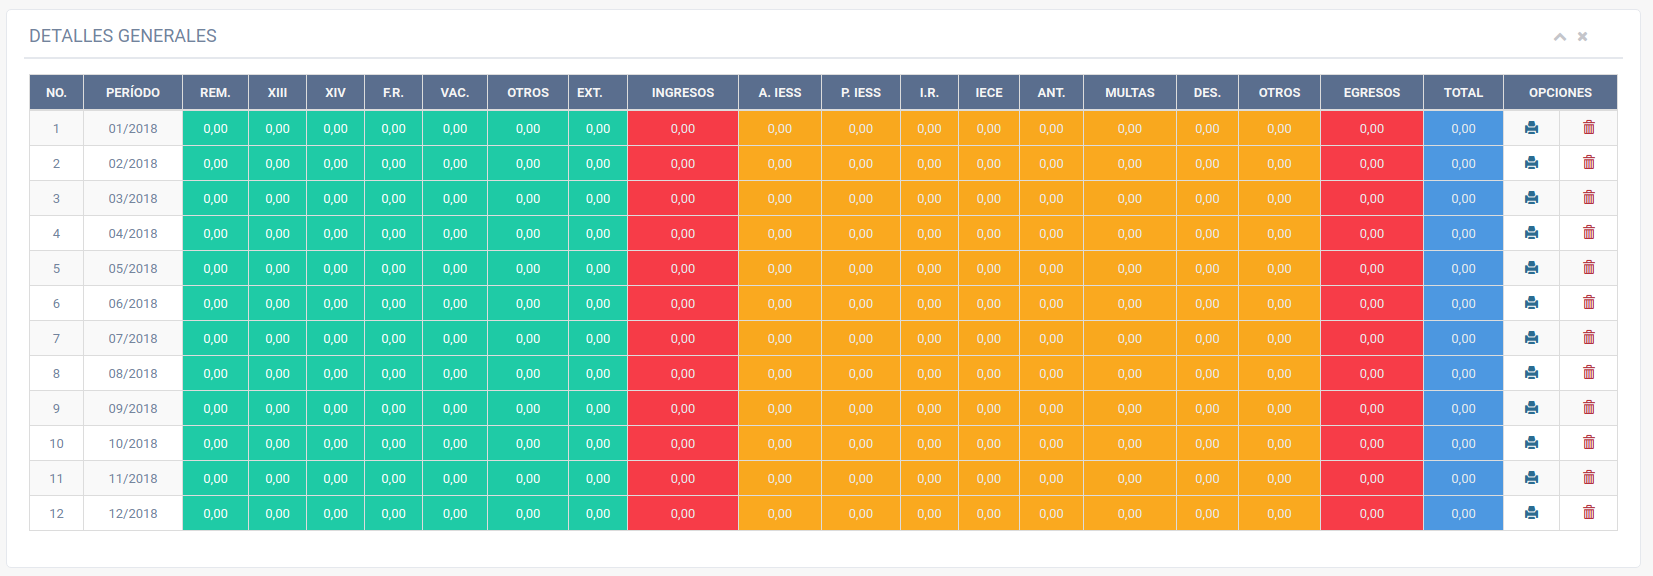 DETALLES GENERALES
NO. PERÍODO REM. XIII XIV F.R. VAC. OTROS EXT. INGRESOS A. IESS P. IESS I.R. IECE ANT. MULTAS DES. OTROS EGRESOS TOTAL OPCIONES
1 01/2018 0,00 0,00 0,00 0,00 0,00 0,00 0,00 0,00 0,00 0,00 0,00 0,00 0,00 0,00 0,00 0,00 0,00 0,00
2 02/2018 0,00 0,00 0,00 0,00 0,00 0,00 0,00 0,00 0,00 0,00 0,00 0,00 0,00 0,00 0,00 0,00 0,00 0,00
3 03/2018 0,00 0,00 0,00 0,00 0,00 0,00 0,00 0,00 0,00 0,00 0,00 0,00 0,00 0,00 0,00 0,00 0,00 0,00
4 04/2018 0,00 0,00 0,00 0,00 0,00 0,00 0,00 0,00 0,00 0,00 0,00 0,00 0,00 0,00 0,00 0,00 0,00 0,00
5 05/2018 0,00 0,00 0,00 0,00 0,00 0,00 0,00 0,00 0,00 0,00 0,00 0,00 0,00 0,00 0,00 0,00 0,00 0,00
6 06/2018 0,00 0,00 0,00 0,00 0,00 0,00 0,00 0,00 0,00 0,00 0,00 0,00 0,00 0,00 0,00 0,00 0,00 0,00
7 07/2018 0,00 0,00 0,00 0,00 0,00 0,00 0,00 0,00 0,00 0,00 0,00 0,00 0,00 0,00 0,00 0,00 0,00 0,00
8 08/2018 0,00 0,00 0,00 0,00 0,00 0,00 0,00 0,00 0,00 0,00 0,00 0,00 0,00 0,00 0,00 0,00 0,00 0,00
9 09/2018 0,00 0,00 0,00 0,00 0,00 0,00 0,00 0,00 0,00 0,00 0,00 0,00 0,00 0,00 0,00 0,00 0,00 0,00
10 10/2018 0,00 0,00 0,00 0,00 0,00 0,00 0,00 0,00 0,00 0,00 0,00 0,00 0,00 0,00 0,00 0,00 0,00 0,00
11 11/2018 0,00 0,00 0,00 0,00 0,00 0,00 0,00 0,00 0,00 0,00 0,00 0,00 0,00 0,00 0,00 0,00 0,00 0,00
12 12/2018 0,00 0,00 0,00 0,00 0,00 0,00 0,00 0,00 0,00 0,00 0,00 0,00 0,00 0,00 0,00 0,00 0,00 0,00